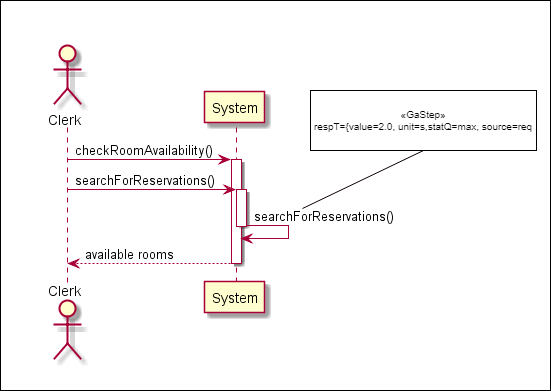 Clerk
System
«GaStep»
respT={value=2.0, unit=s,statQ=max, source=req
checkRoomAvailability()
searchForReservations()
searchForReservations()
available rooms
Clerk
System